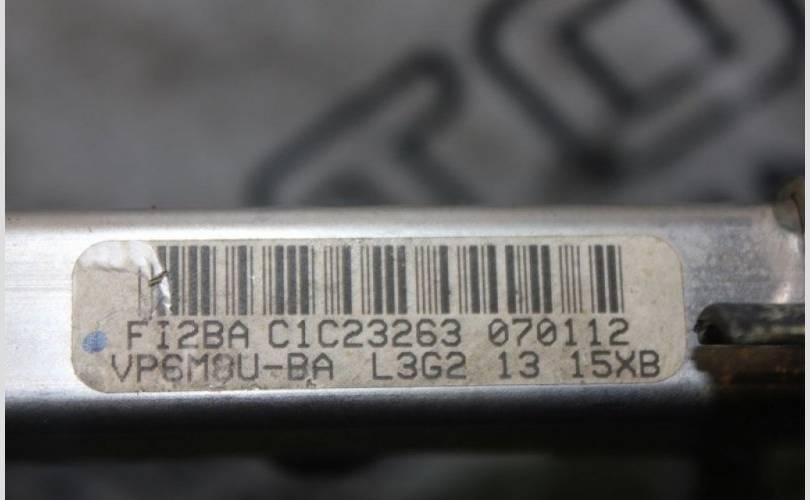 FI2BA C1C23263 070112
VP6M8U-BA L3G2 13 15XB